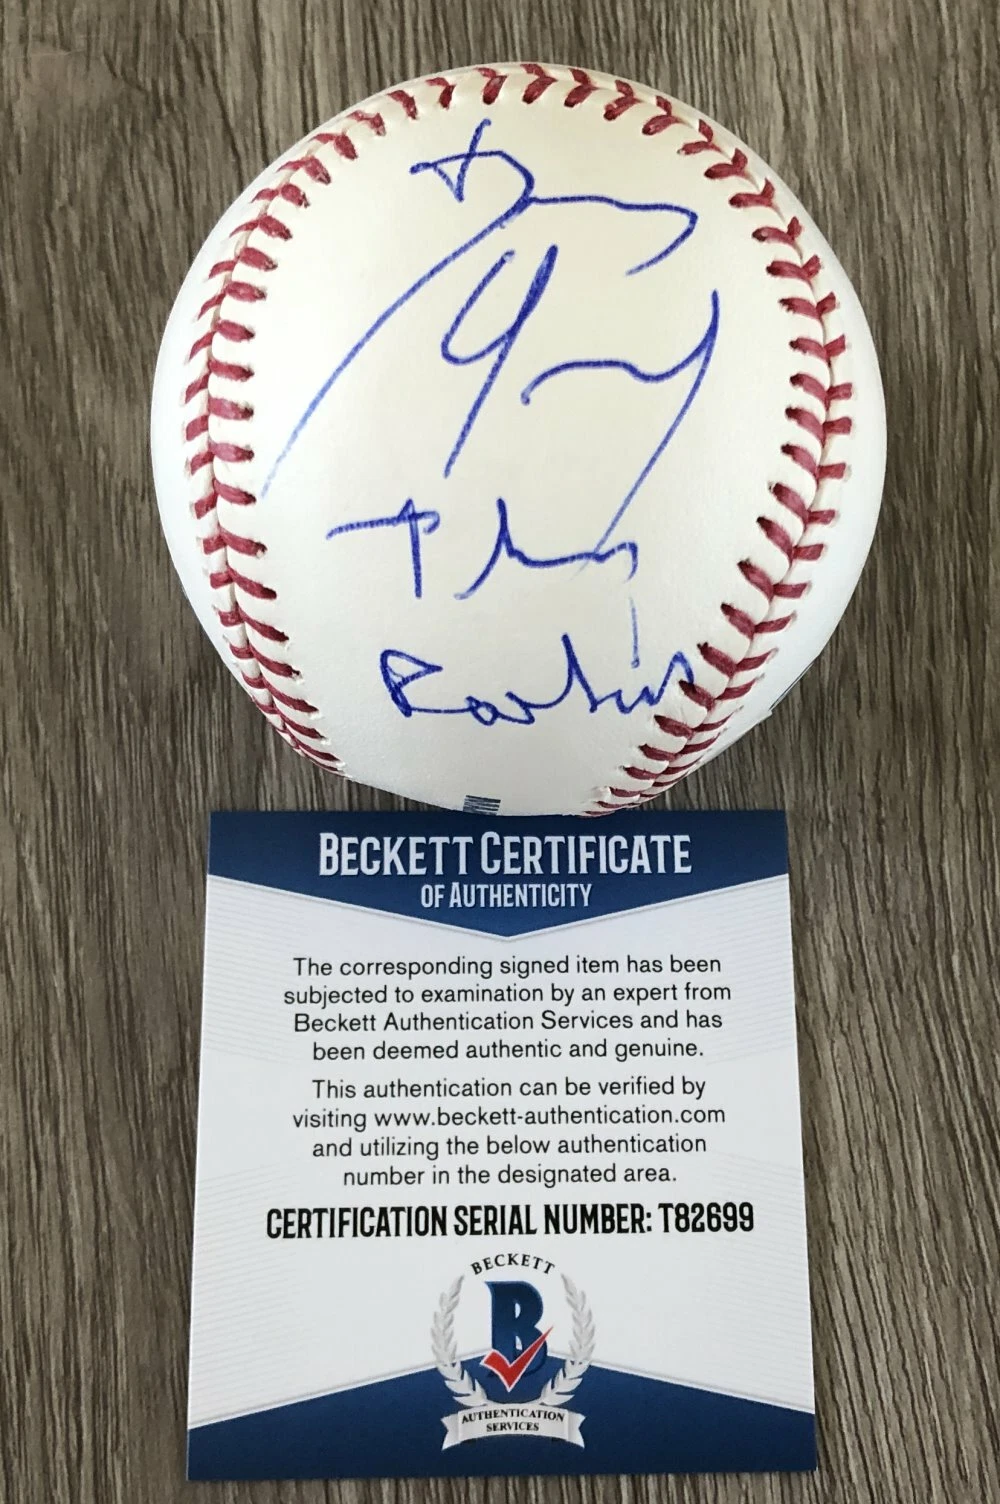 BECKETT CERTIFICATE
OF AUTHENTICITY
The corresponding signed item has been
subjected to examination by an expert from
Beckett Authentication Services and has
been deemed authentic and genuine.
This authentication can be verified by
visiting www.beckett-authentication.com
and utilizing the below authentication
number in the designated area.
CERTIFICATION SERIAL NUMBER: T82699
BECKETT
B
AUTHENTICATION
SERVICES